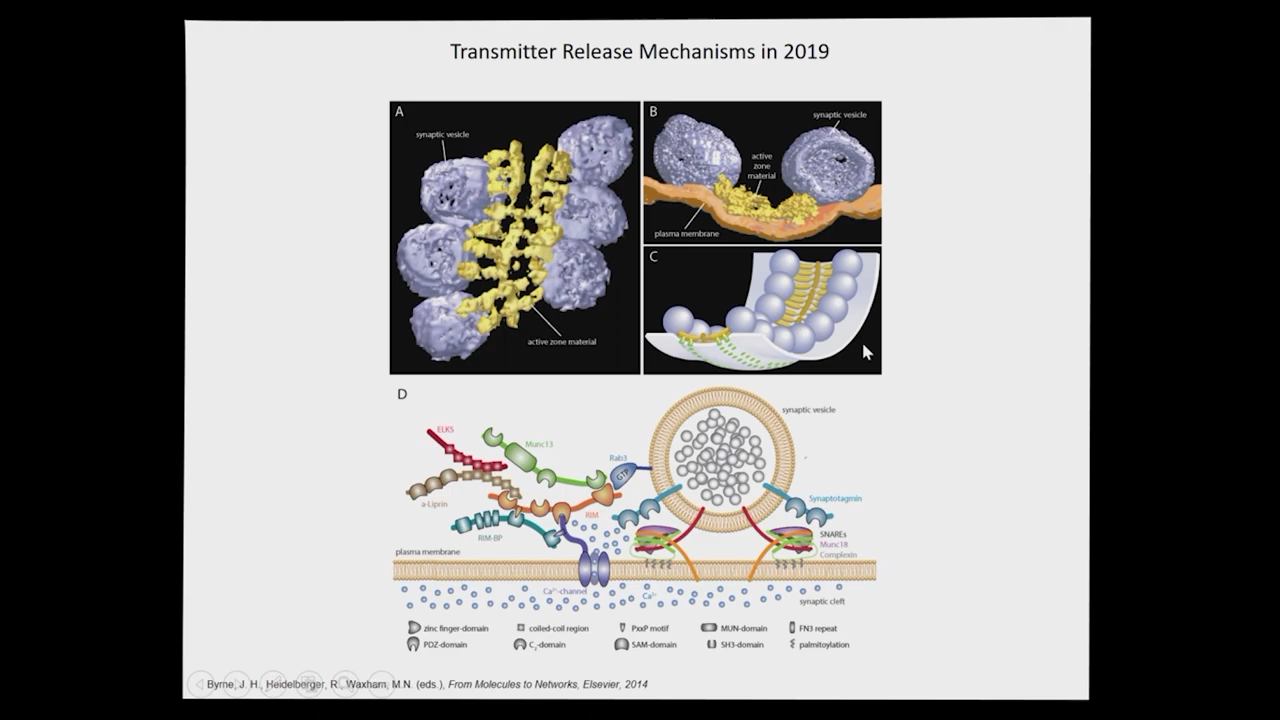 Transmitter Release Mechanisms in 2019
A
synaptic vesicle
active zone material
B
synaptic vesicle
active
zone
material
plasma membrane
C
D
ELKS
Munc13
Rab3
GTP
synaptic vesicle
a-Liprin
RIM
Synaptotagmin
RIM-BP
SNAREs
Munc18
Complexin
plasma membrane
Ca²⁺-channel
Ca²⁺
synaptic cleft
zinc finger-domain
coiled-coil region
PxxP motif
MUN-domain
FN3 repeat
PDZ-domain
C₂-domain
SAM-domain
SH3-domain
palmitoylation
Byrne, J. H., Heidelberger, R., Waxham, M.N. (eds.), From Molecules to Networks, Elsevier, 2014